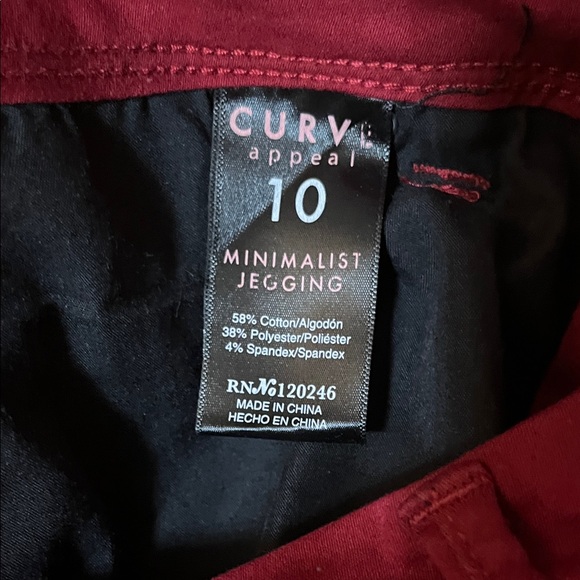 CURVE
appeal
10
MINIMALIST
JEGGING
58% Cotton/Algodón
38% Polyester/Poliéster
4% Spandex/Spandex
RN№120246
MADE IN CHINA
HECHO EN CHINA